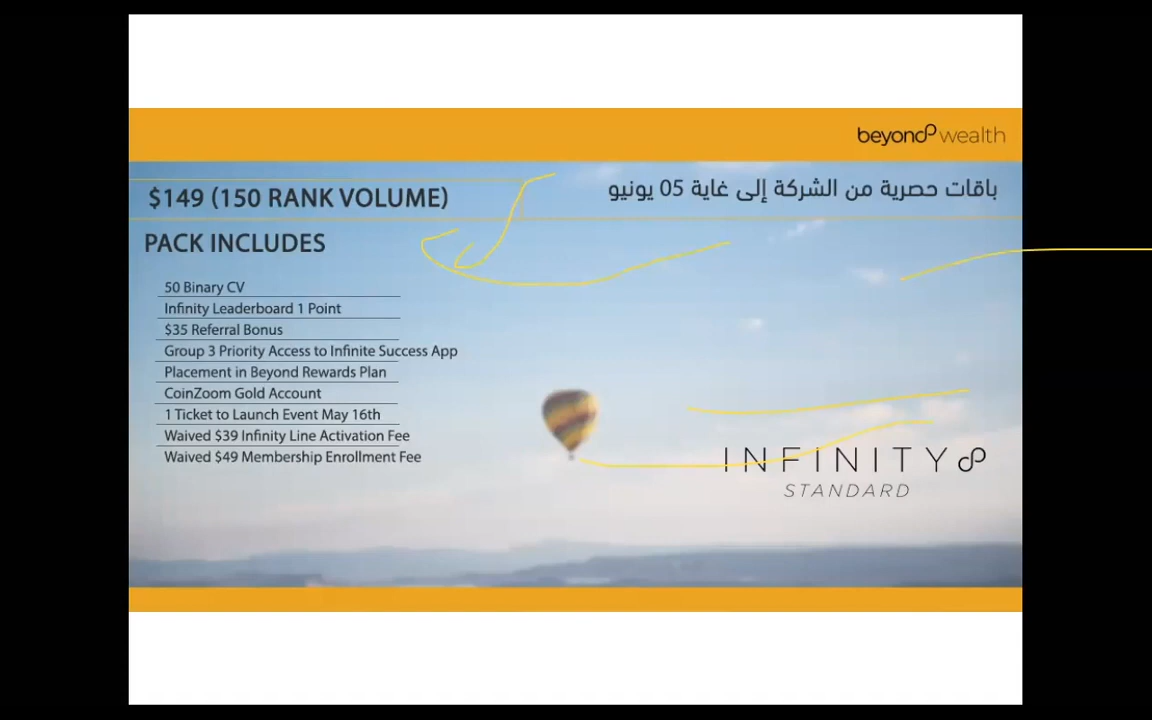 beyond wealth
$149 (150 RANK VOLUME)
باقات حصرية من الشركة إلى غاية 05 يونيو
PACK INCLUDES
50 Binary CV
Infinity Leaderboard 1 Point
$35 Referral Bonus
Group 3 Priority Access to Infinite Success App
Placement in Beyond Rewards Plan
CoinZoom Gold Account
1 Ticket to Launch Event May 16th
Waived $39 Infinity Line Activation Fee
Waived $49 Membership Enrollment Fee
INFINITY
STANDARD